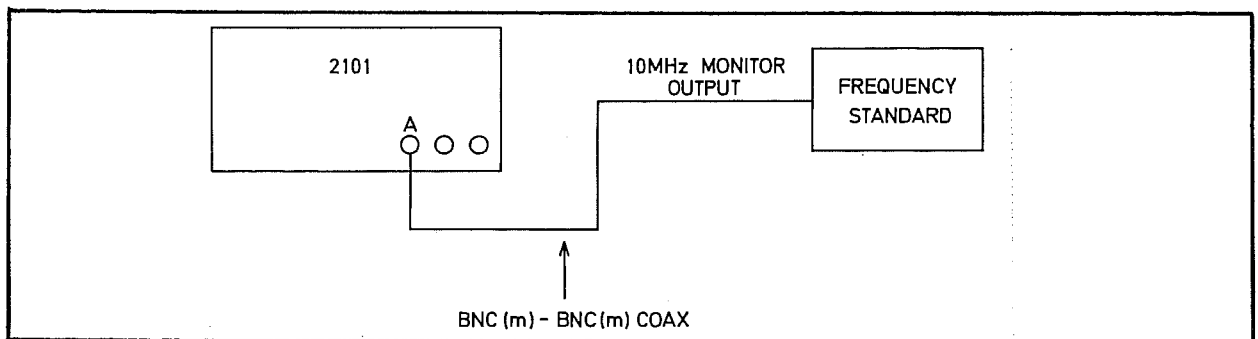 2101
10MHz MONITOR
OUTPUT
FREQUENCY
STANDARD
A
BNC (m) - BNC (m) COAX